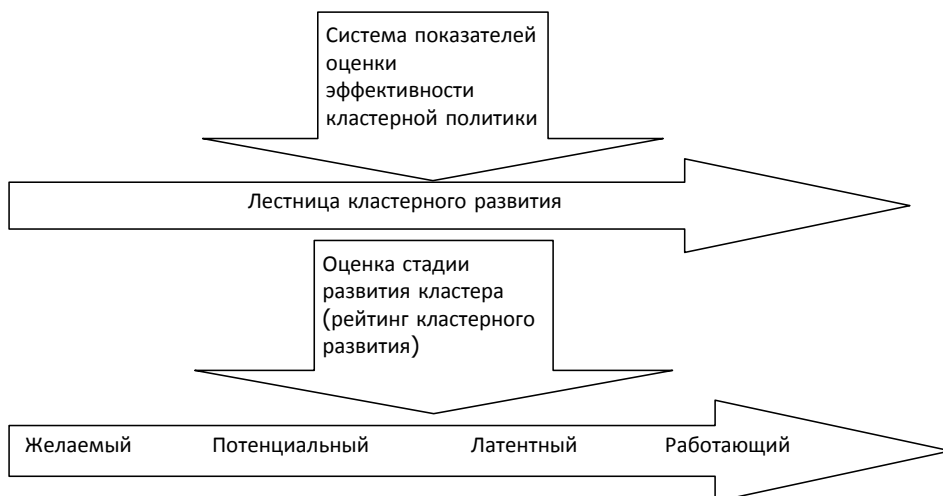 Система показателей
оценки
эффективности
кластерной политики
Лестница кластерного развития
Оценка стадии
развития кластера
(рейтинг кластерного
развития)
Желаемый Потенциальный Латентный Работающий